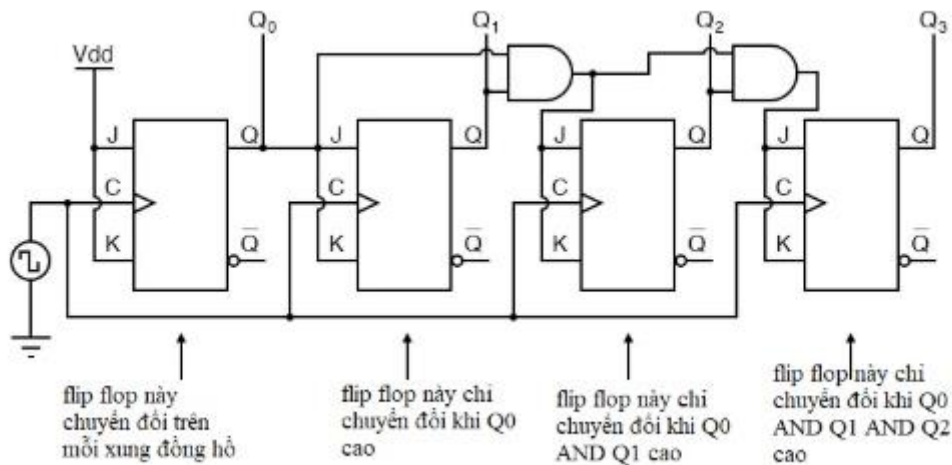 Q0 Q1 Q2 Q3
Vdd
J Q J Q J Q J Q
C C C C
K Q̅ K Q̅ K Q̅ K Q̅
flip flop này
chuyển đổi trên
mỗi xung đồng hồ
flip flop này chỉ
chuyển đổi khi Q0
cao
flip flop này chỉ
chuyển đổi khi Q0
AND Q1 cao
flip flop này chỉ
chuyển đổi khi Q0
AND Q1 AND Q2
cao